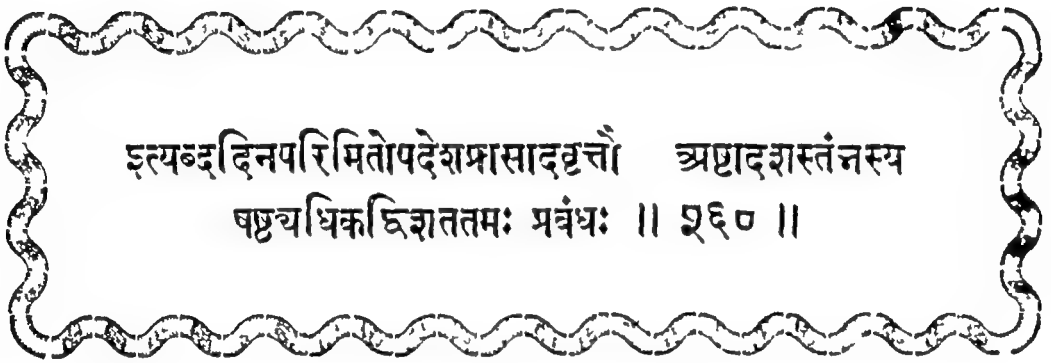 इत्यब्ददिनपरिमितोपदेशप्रासादवृत्तौ अष्टादशस्तंभस्य
षष्ट्यधिकद्विशततमः प्रबंधः ॥ २६० ॥